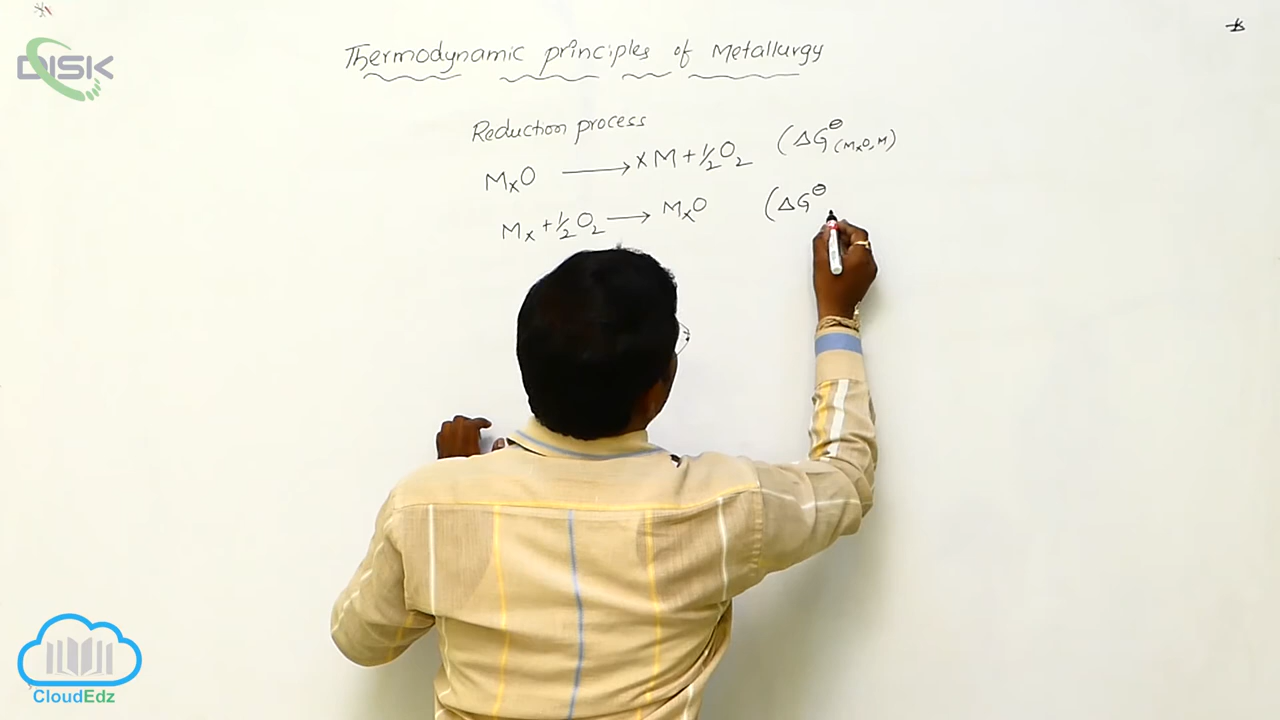 DISK
Thermodynamic principles of Metallurgy
Reduction process
MₓO ⟶ xM + ½O₂ (ΔG^⊖(MₓO, M))
Mₓ + ½O₂ ⟶ MₓO (ΔG^⊖
CloudEdz